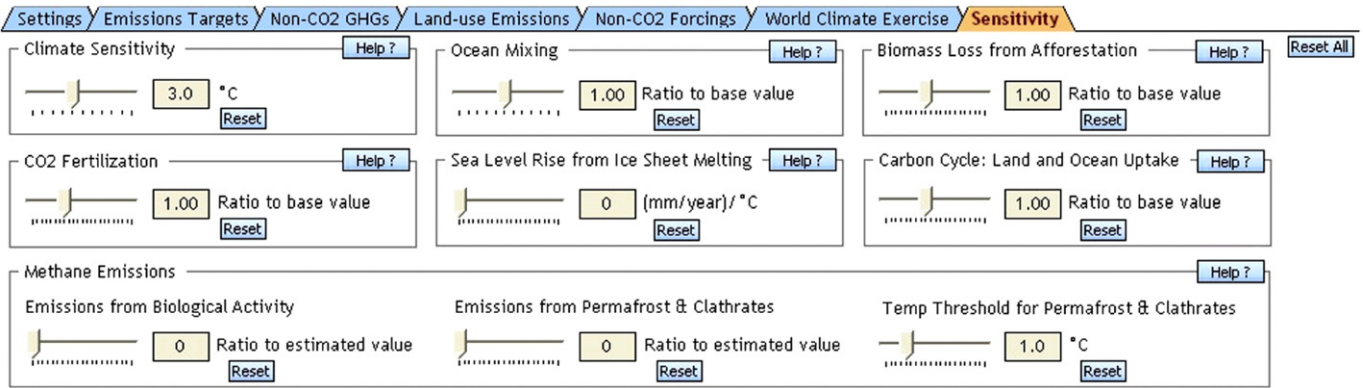 Settings Emissions Targets Non-CO2 GHGs Land-use Emissions Non-CO2 Forcings World Climate Exercise Sensitivity
Climate Sensitivity Help ? Ocean Mixing Help ? Biomass Loss from Afforestation Help ? Reset All
3.0 °C 1.00 Ratio to base value 1.00 Ratio to base value
Reset Reset Reset
CO2 Fertilization Help ? Sea Level Rise from Ice Sheet Melting Help ? Carbon Cycle: Land and Ocean Uptake Help ?
1.00 Ratio to base value 0 (mm/year)/°C 1.00 Ratio to base value
Reset Reset Reset
Methane Emissions Help ?
Emissions from Biological Activity Emissions from Permafrost & Clathrates Temp Threshold for Permafrost & Clathrates
0 Ratio to estimated value 0 Ratio to estimated value 1.0 °C
Reset Reset Reset